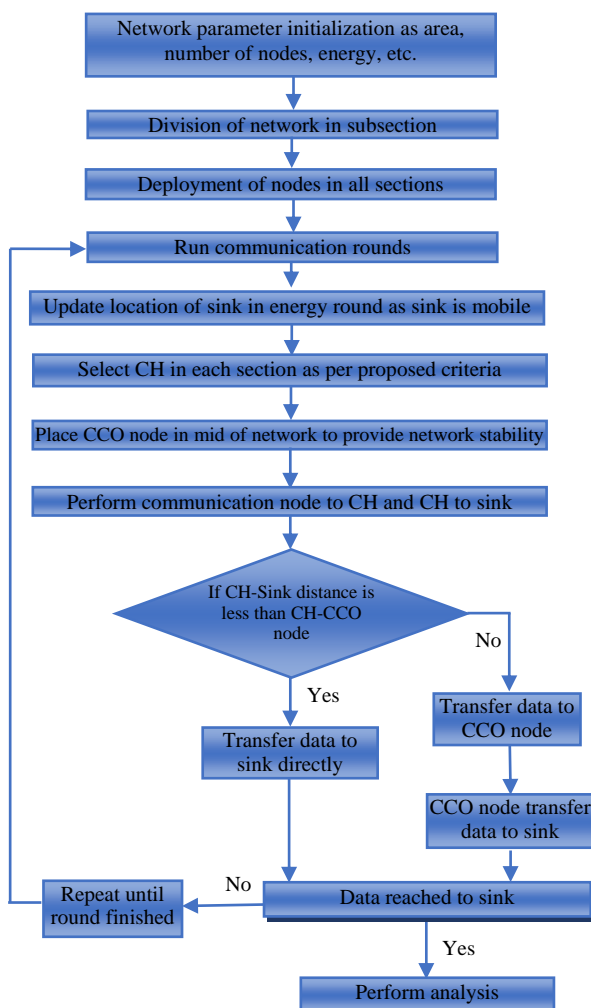 Network parameter initialization as area,
number of nodes, energy, etc.
Division of network in subsection
Deployment of nodes in all sections
Run communication rounds
Update location of sink in energy round as sink is mobile
Select CH in each section as per proposed criteria
Place CCO node in mid of network to provide network stability
Perform communication node to CH and CH to sink
If CH-Sink distance is
less than CH-CCO
node
No
Yes
Transfer data to
CCO node
Transfer data to
sink directly
CCO node transfer
data to sink
No
Repeat until
round finished
Data reached to sink
Yes
Perform analysis